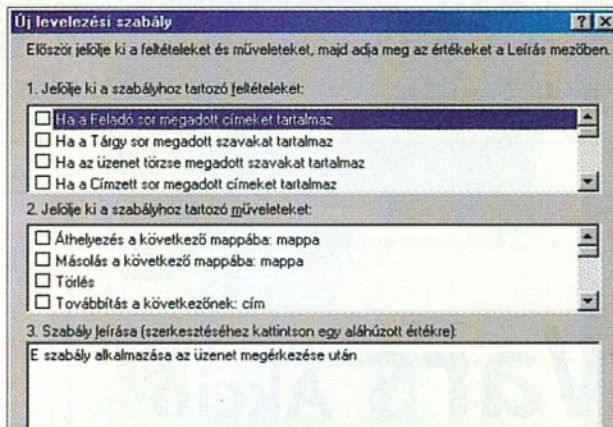 Új levelezési szabály
Először jelölje ki a feltételeket és műveleteket, majd adja meg az értékeket a Leírás mezőben.
1. Jelölje ki a szabályhoz tartozó feltételeket:
Ha a Feladó sor megadott címeket tartalmaz
Ha a Tárgy sor megadott szavakat tartalmaz
Ha az üzenet törzse megadott szavakat tartalmaz
Ha a Címzett sor megadott címeket tartalmaz
2. Jelölje ki a szabályhoz tartozó műveleteket:
Áthelyezés a következő mappába: mappa
Másolás a következő mappába: mappa
Törlés
Továbbítás a következőnek: cím
3. Szabály leírása (szerkesztéséhez kattintson egy aláhúzott értékre):
E szabály alkalmazása az üzenet megérkezése után